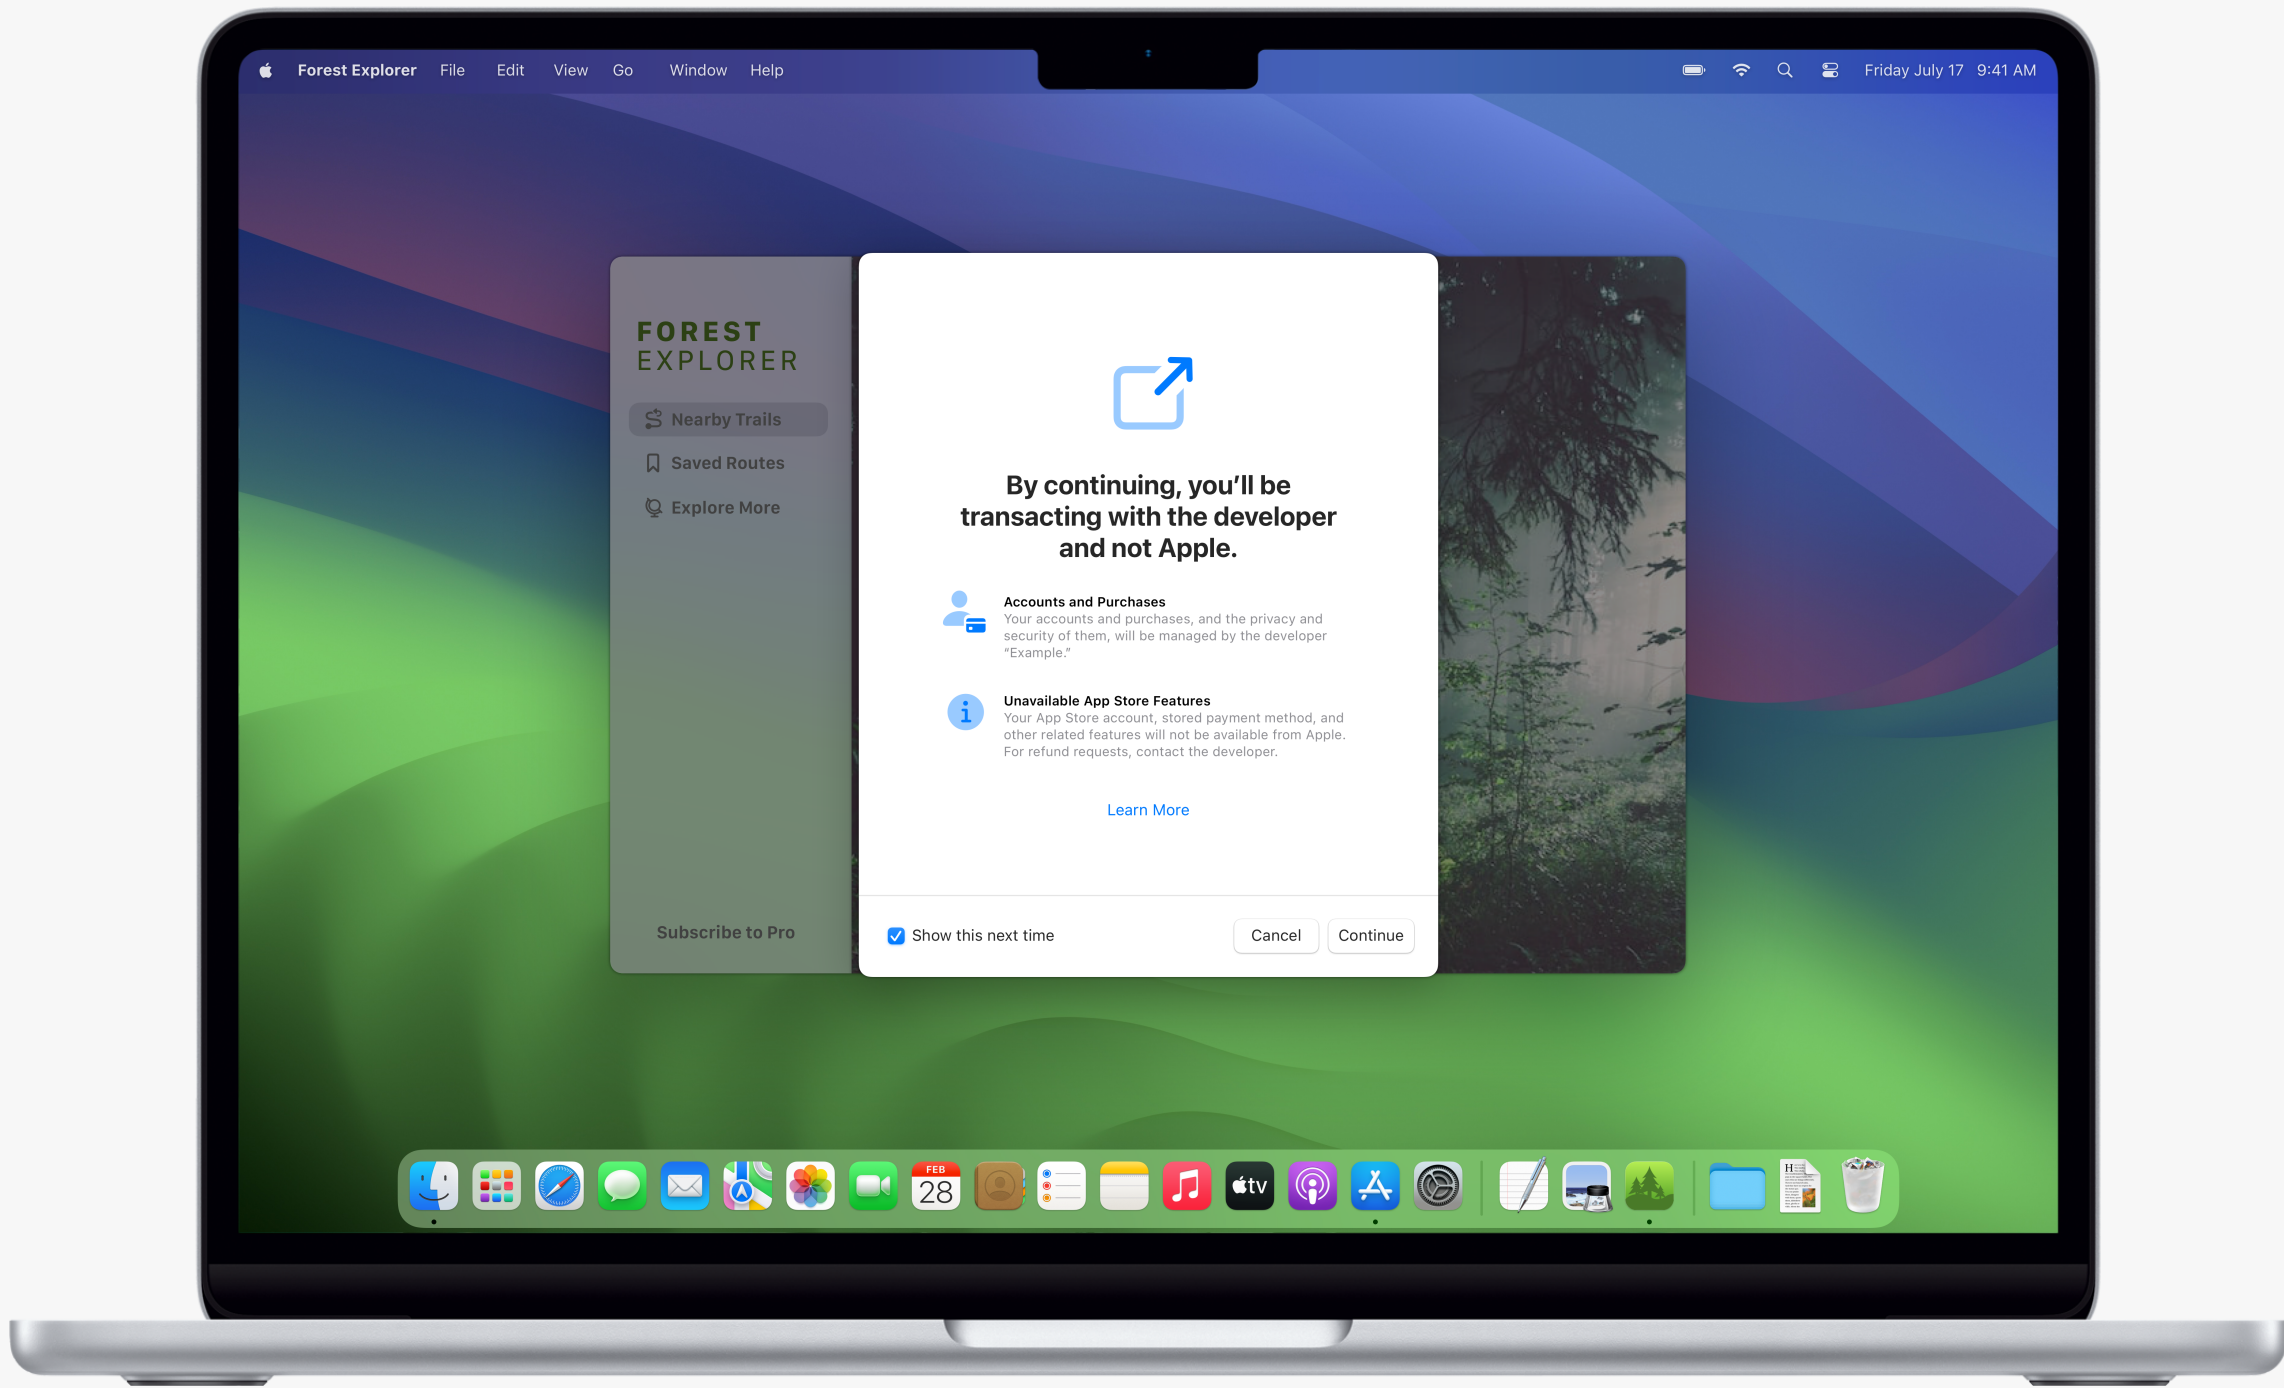 Forest Explorer File Edit View Go Window Help Friday July 17 9:41 AM
FOREST
EXPLORER
Nearby Trails
Saved Routes
Explore More
Subscribe to Pro
By continuing, you’ll be
transacting with the developer
and not Apple.
Accounts and Purchases
Your accounts and purchases, and the privacy and
security of them, will be managed by the developer
“Example.”
Unavailable App Store Features
Your App Store account, stored payment method, and
other related features will not be available from Apple.
For refund requests, contact the developer.
Learn More
Show this next time Cancel Continue
FEB
28
tv